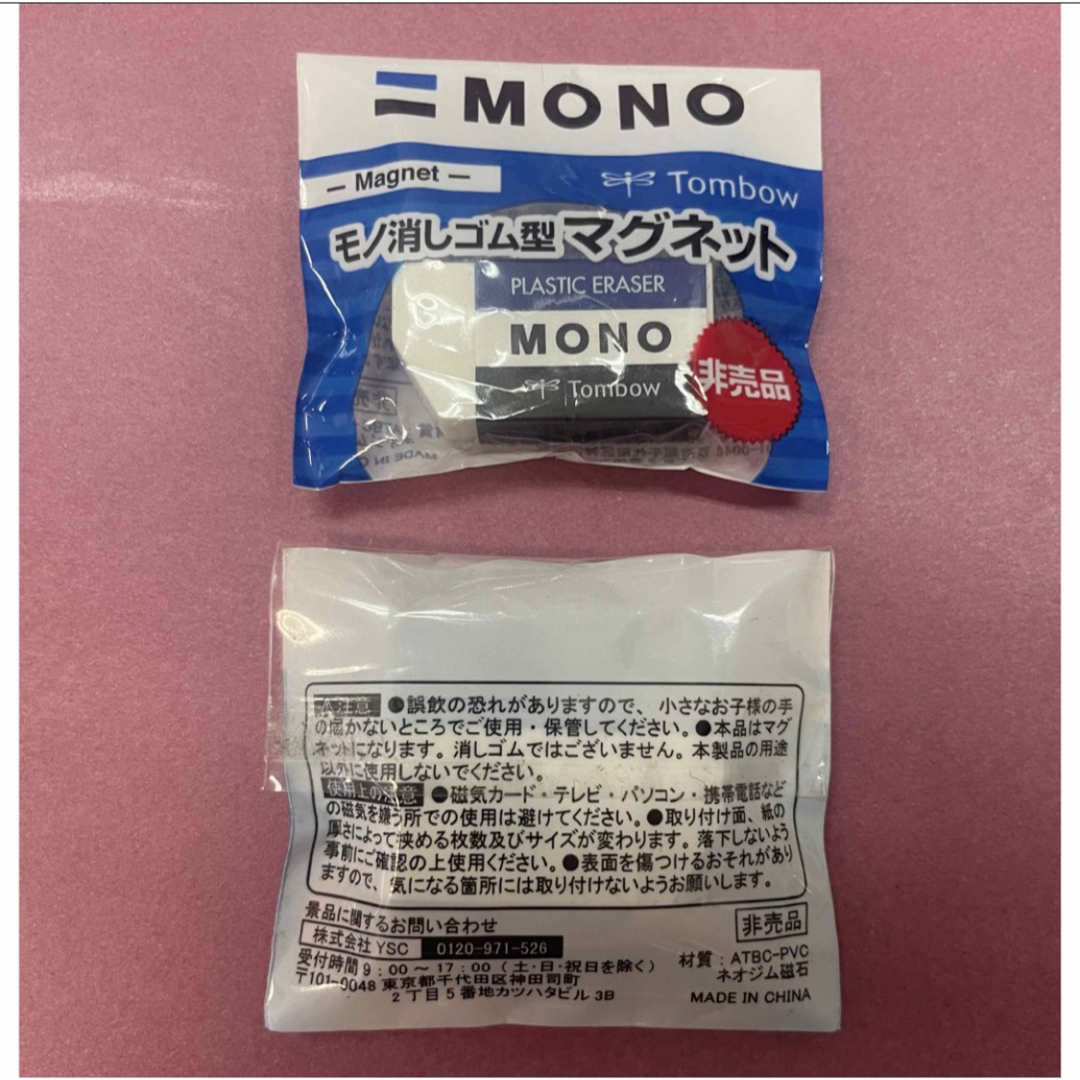 MONO
— Magnet —
Tombow
モノ消しゴム型 マグネット
PLASTIC ERASER
MONO
Tombow
非売品
MADE IN C
注意 ●誤飲の恐れがありますので、小さなお子様の手
の届かないところでご使用・保管してください。●本品はマグ
ネットになります。消しゴムではございません。本製品の用途
以外に使用しないでください。
使用上の注意 ●磁気カード・テレビ・パソコン・携帯電話など
の磁気を嫌う所での使用は避けてください。●取り付け面、紙の
厚さによって挟める枚数及びサイズが変わります。落下しないよう
事前にご確認の上使用ください。●表面を傷つけるおそれがあり
ますので、気になる箇所には取り付けないようお願いします。
景品に関するお問い合わせ
株式会社YSC 0120-971-526
受付時間9:00～17:00(土・日・祝日を除く)
〒101-0048 東京都千代田区神田司町
2丁目5番地カツハタビル 3B
非売品
材質:ATBC-PVC
ネオジム磁石
MADE IN CHINA